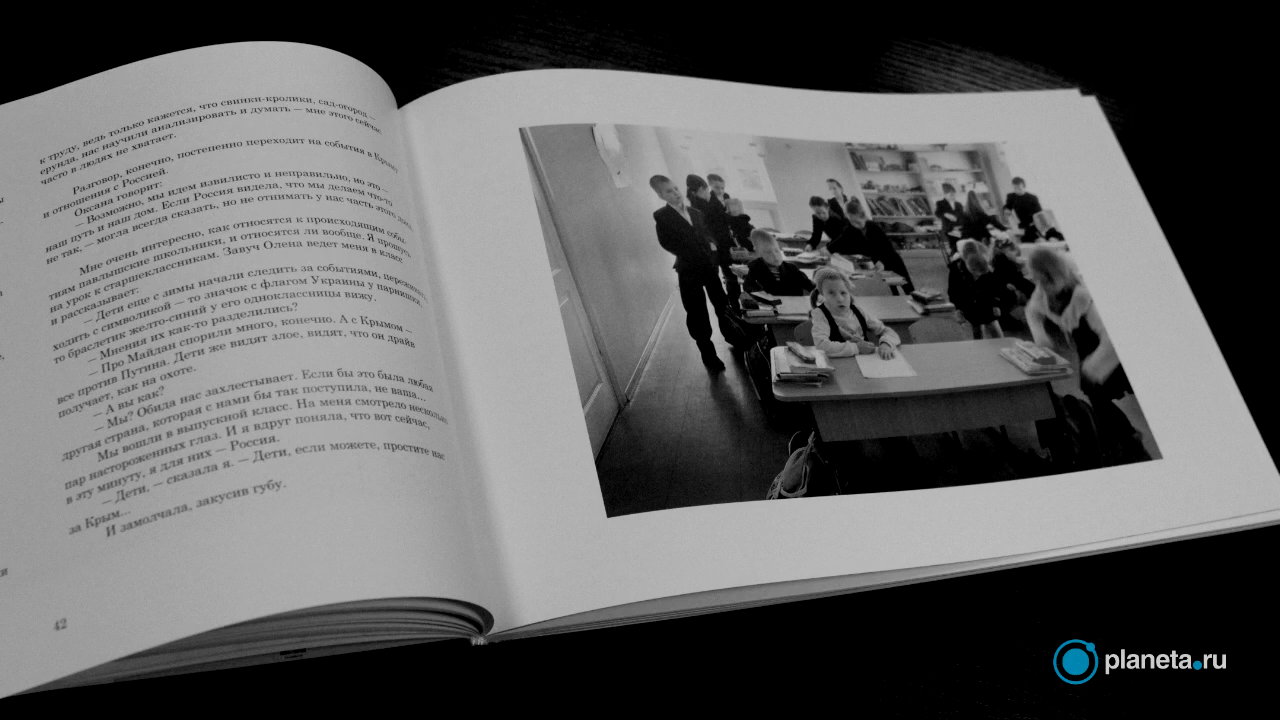 к труду, ведь только кажется, что свинки-кролики, сад-огород —
ерунда, нас научили анализировать и думать — мне этого сейчас
часто в людях не хватает.
Разговор, конечно, постепенно переходит на события в Крыму
и отношения с Россией.
Оксана говорит:
— Возможно, мы идем извилисто и неправильно, но это —
наш путь и наш дом. Если Россия видела, что мы делаем что-то
не так, — могла всегда сказать, но не отнимать у нас часть этого дома.
Мне очень интересно, как относятся к происходящим собы-
тиям павлышские школьники, и относятся ли вообще. Я прошусь
на урок к старшеклассникам. Завуч Олена ведет меня в класс
и рассказывает:
— Дети еще с зимы начали следить за событиями, переживать,
ходить с символикой — то значок с флагом Украины у парнишки,
то браслетик желто-синий у его одноклассницы вижу.
— Мнения их как-то разделились?
— Про Майдан спорили много, конечно. А с Крымом —
все против Путина. Дети же видят злое, видят, что он драйв
получает, как на охоте.
— А вы как?
— Мы? Обида нас захлестывает. Если бы это была любая
другая страна, которая с нами бы так поступила, не ваша...
Мы вошли в выпускной класс. На меня смотрело несколько
пар настороженных глаз. И я вдруг поняла, что вот сейчас,
в эту минуту, я для них — Россия.
— Дети, — сказала я. — Дети, если можете, простите нас
за Крым...
И замолчала, закусив губу.
42
planeta.ru